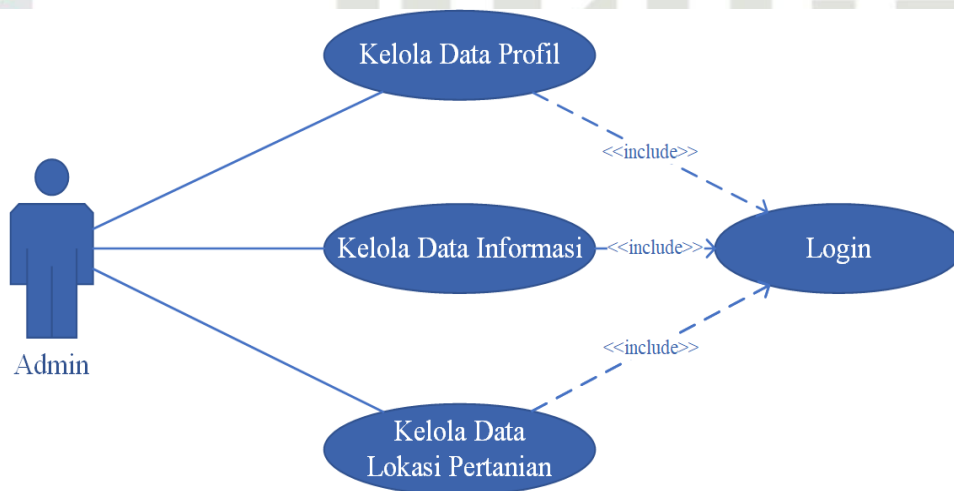 Kelola Data Profil
<<include>>
Kelola Data Informasi
<<include>>
Login
<<include>>
Admin
Kelola Data
Lokasi Pertanian